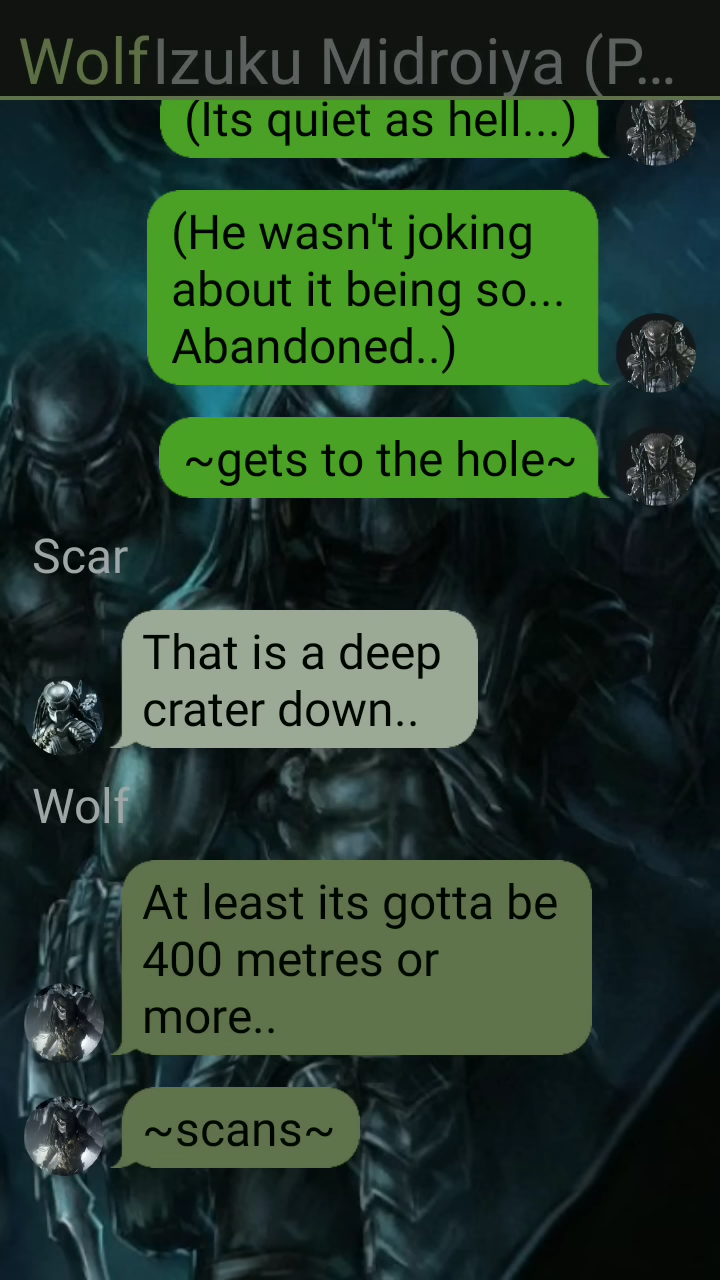 WolfIzuku Midroiya (P...
(Its quiet as hell...)
(He wasn't joking
about it being so...
Abandoned..)
~gets to the hole~
Scar
That is a deep
crater down..
Wolf
At least its gotta be
400 metres or
more..
~scans~